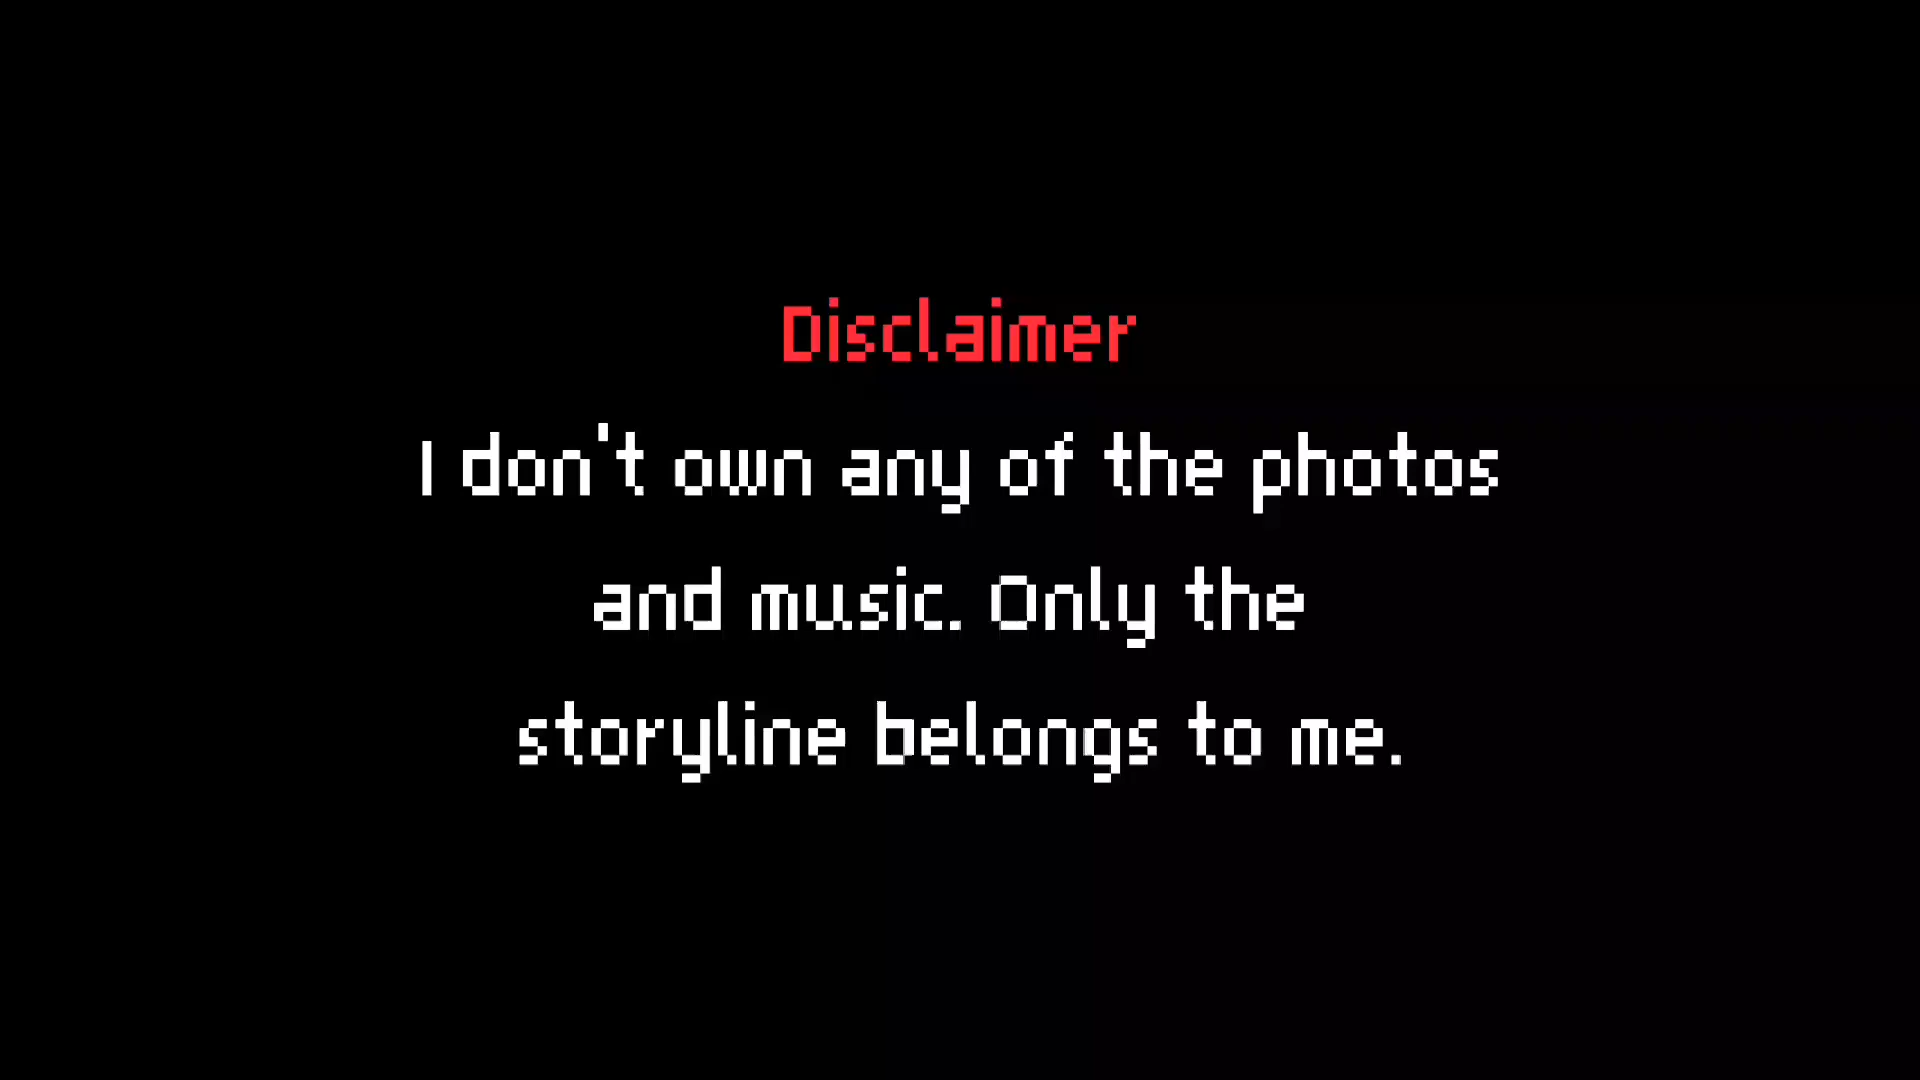 Disclaimer
I don't own any of the photos
and music. Only the
storyline belongs to me.